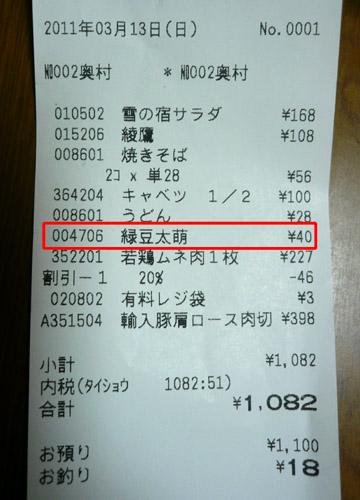 2011年03月13日(日) No.0001
№002奥村 * №002奥村
010502 雪の宿サラダ ¥168
015206 綾鷹 ¥108
008601 焼きそば
2コ x 単28 ¥56
364204 キャベツ 1/2 ¥100
008601 うどん ¥28
004706 緑豆太萌 ¥40
352201 若鶏ムネ肉1枚 ¥227
割引-1 20% -46
020802 有料レジ袋 ¥3
A351504 輸入豚肩ロース肉切 ¥398
小計 ¥1,082
内税(タイショウ 1082:51)
合計 ¥1,082
お預り ¥1,100
お釣り ¥18